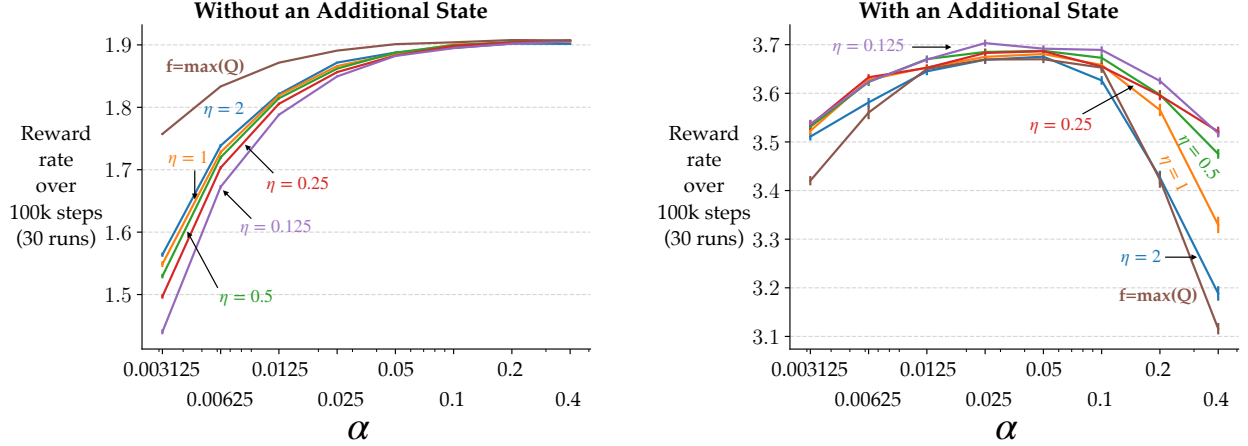 Without an Additional State
1.9
1.8
1.7
1.6
1.5
Reward
rate
over
100k steps
(30 runs)
f=max(Q)
η = 2
η = 1
η = 0.25
η = 0.125
η = 0.5
0.003125
0.0125
0.05
0.2
0.00625
0.025
0.1
0.4
α
With an Additional State
3.7
3.6
3.5
3.4
3.3
3.2
3.1
Reward
rate
over
100k steps
(30 runs)
η = 0.125
η = 0.25
η = 0.5
η = 1
η = 2
f=max(Q)
0.003125
0.0125
0.05
0.2
0.00625
0.025
0.1
0.4
α